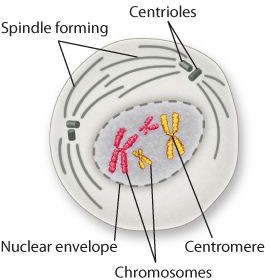 Centrioles
Spindle forming
Nuclear envelope
Centromere
Chromosomes